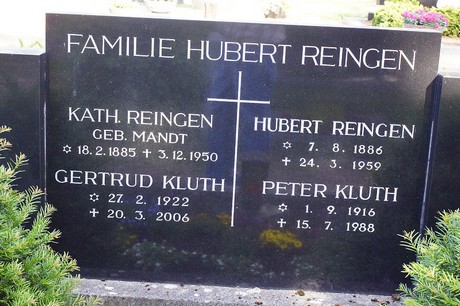 FAMILIE HUBERT REINGEN
KATH. REINGEN
GEB. MANDT
✡ 18.2.1885 ✝ 3.12.1950
GERTRUD KLUTH
✡ 27. 2. 1922
✝ 20. 3. 2006
HUBERT REINGEN
✡ 7. 8. 1886
✝ 24. 3. 1959
PETER KLUTH
✡ 1. 9. 1916
✝ 15. 7. 1988